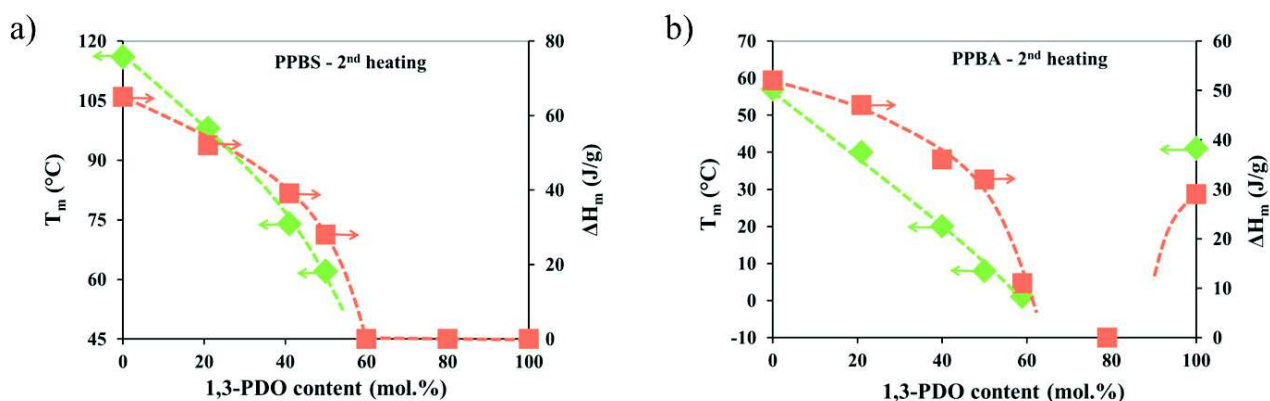 a)
PPBS - 2nd heating
120
105
90
75
60
45
Tm (°C)
80
60
40
20
0
ΔHm (J/g)
0 20 40 60 80 100
1,3-PDO content (mol.%)
b)
PPBA - 2nd heating
70
60
50
40
30
20
10
0
-10
Tm (°C)
60
50
40
30
20
10
0
ΔHm (J/g)
0 20 40 60 80 100
1,3-PDO content (mol.%)